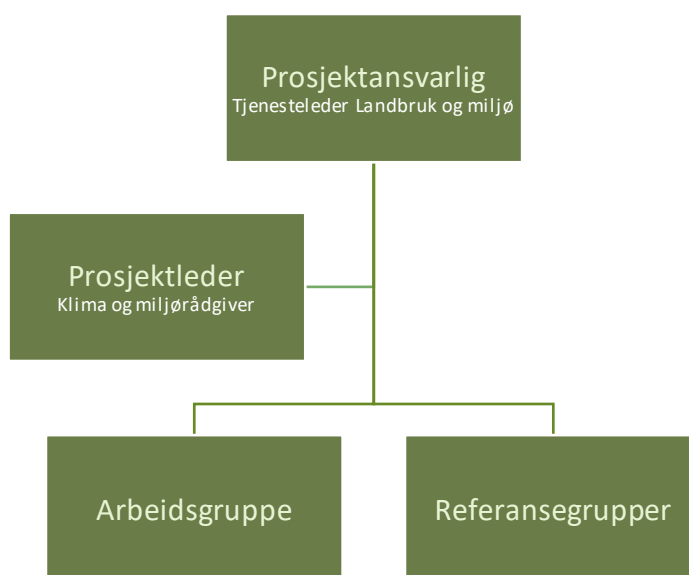 Prosjektansvarlig
Tjenesteleder Landbruk og miljø
Prosjektleder
Klima og miljørådgiver
Arbeidsgruppe
Referansegrupper